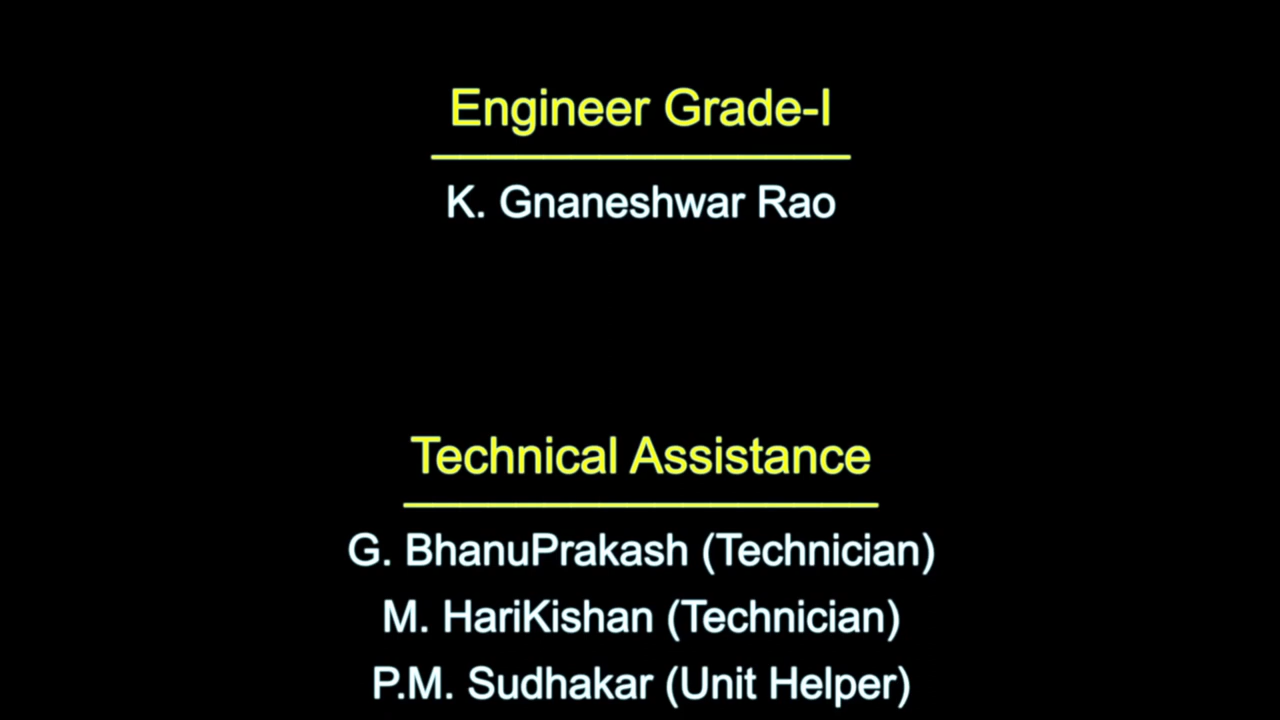 Engineer Grade-I
K. Gnaneshwar Rao
Technical Assistance
G. BhanuPrakash (Technician)
M. HariKishan (Technician)
P.M. Sudhakar (Unit Helper)